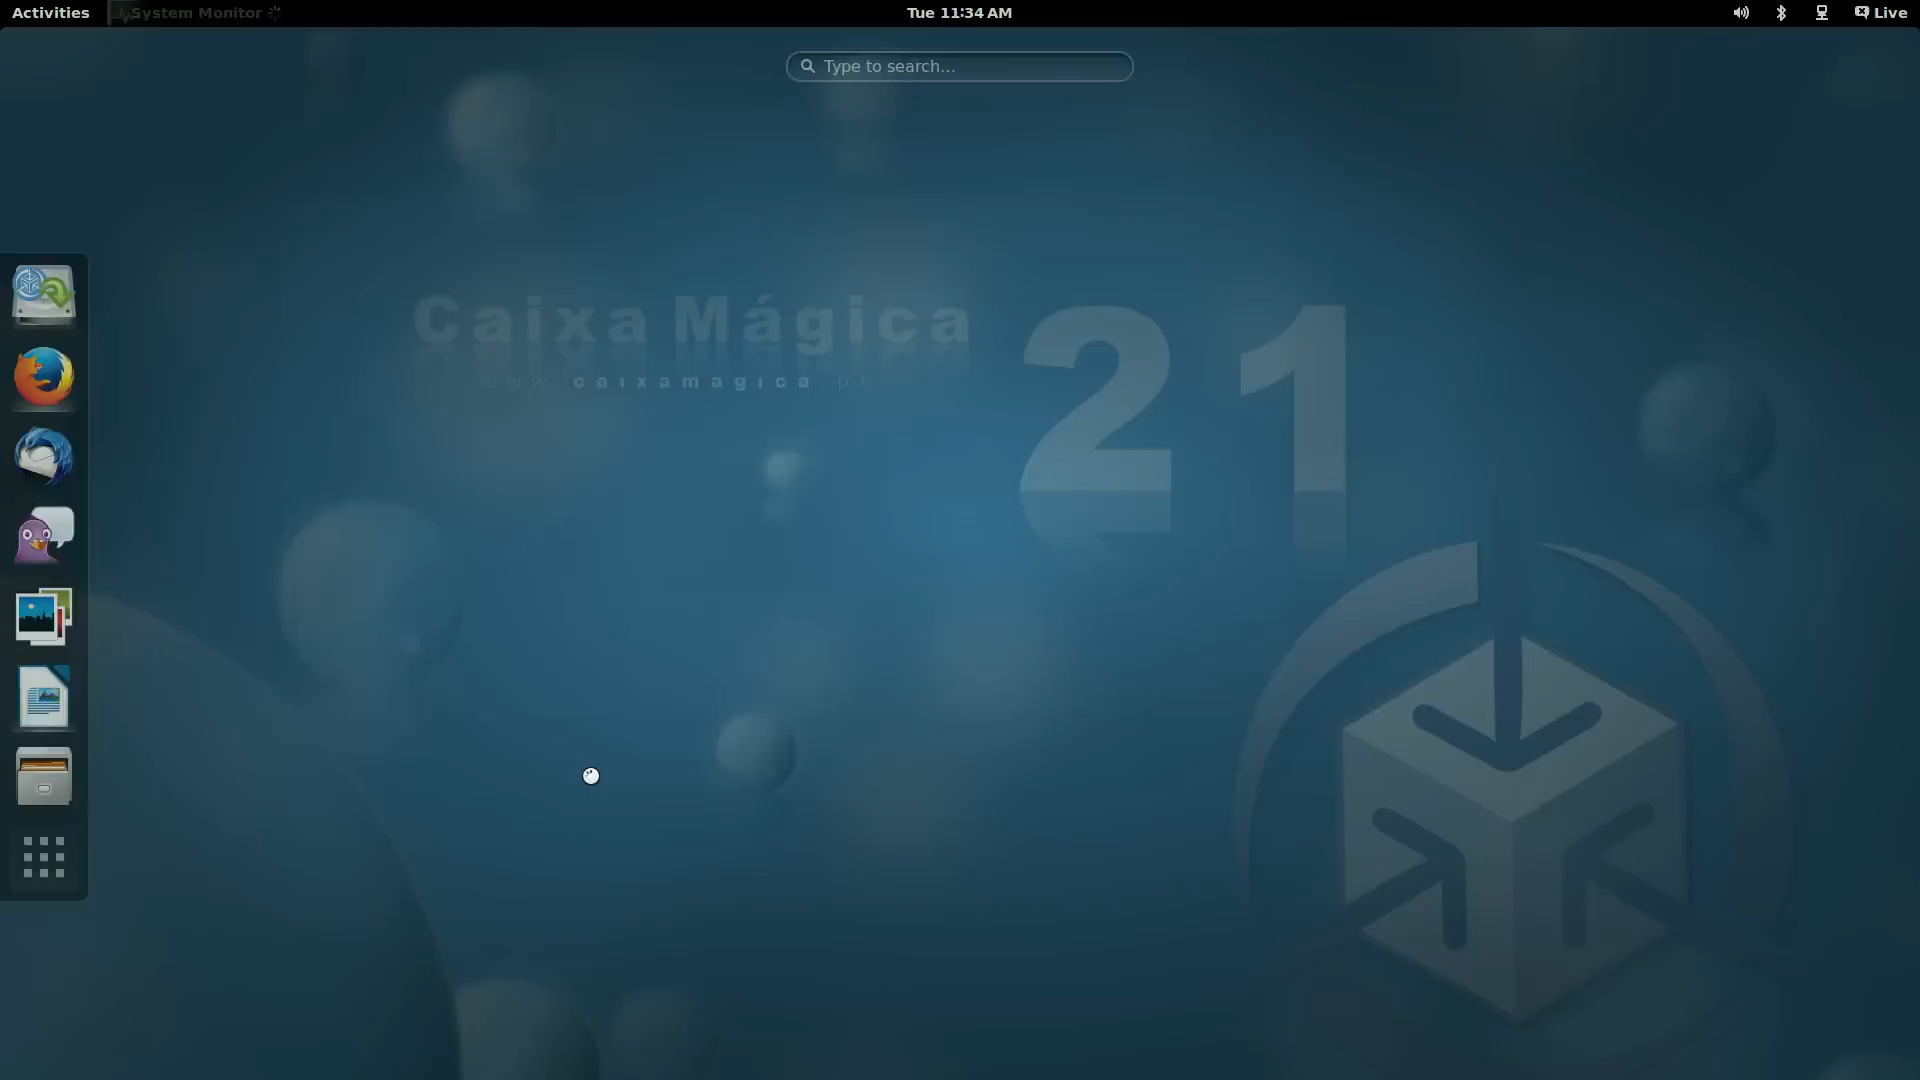 Activities System Monitor Tue 11:34 AM Live
Type to search...
Caixa Mágica 21
www.caixamagica.pt